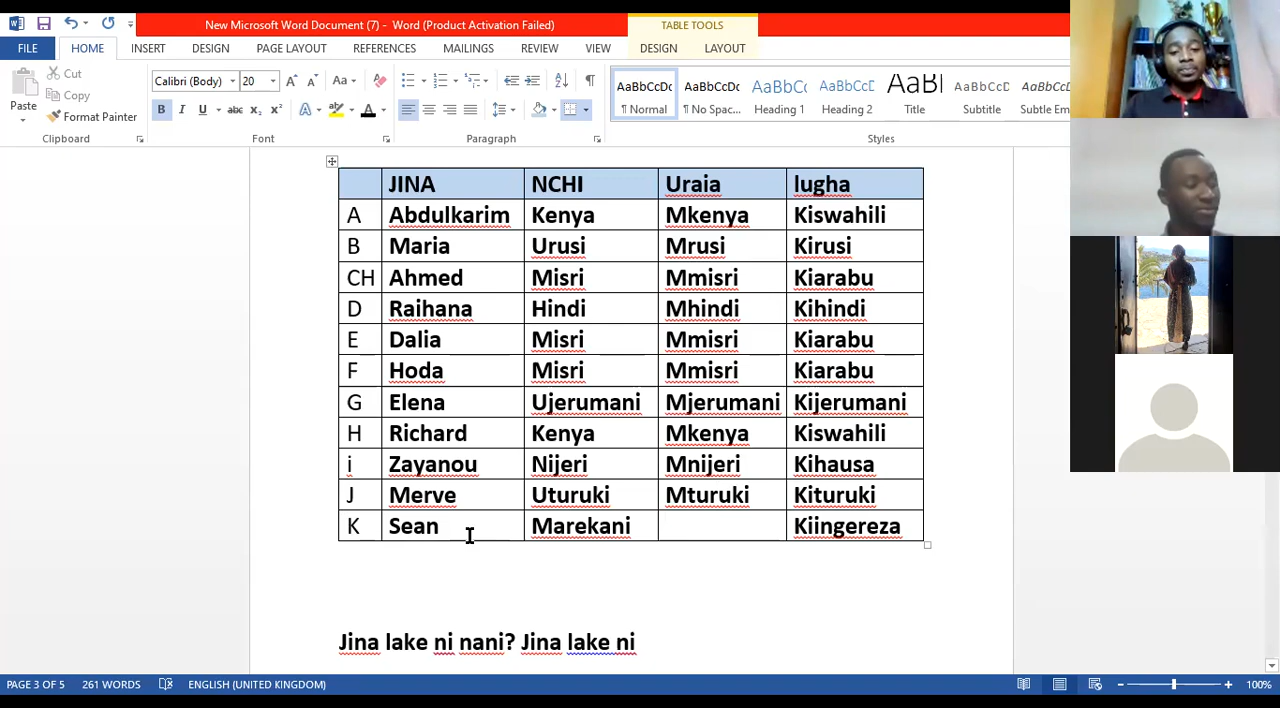 New Microsoft Word Document (7) - Word (Product Activation Failed)
TABLE TOOLS
FILE HOME INSERT DESIGN PAGE LAYOUT REFERENCES MAILINGS REVIEW VIEW DESIGN LAYOUT
Paste
Cut
Copy
Format Painter
Clipboard
Calibri (Body) 20
Font
Paragraph
AaBbCcDc AaBbCcDc AaBbC AaBbCcC AaBl AaBbCcD AaBbCcD
¶ Normal ¶ No Spac... Heading 1 Heading 2 Title Subtitle Subtle Em
Styles
JINA NCHI Uraia lugha
A Abdulkarim Kenya Mkenya Kiswahili
B Maria Urusi Mrusi Kirusi
CH Ahmed Misri Mmisri Kiarabu
D Raihana Hindi Mhindi Kihindi
E Dalia Misri Mmisri Kiarabu
F Hoda Misri Mmisri Kiarabu
G Elena Ujerumani Mjerumani Kijerumani
H Richard Kenya Mkenya Kiswahili
i Zayanou Nijeri Mnijeri Kihausa
J Merve Uturuki Mturuki Kituruki
K Sean Marekani Kiingereza
Jina lake ni nani? Jina lake ni
PAGE 3 OF 5 261 WORDS ENGLISH (UNITED KINGDOM) 100%